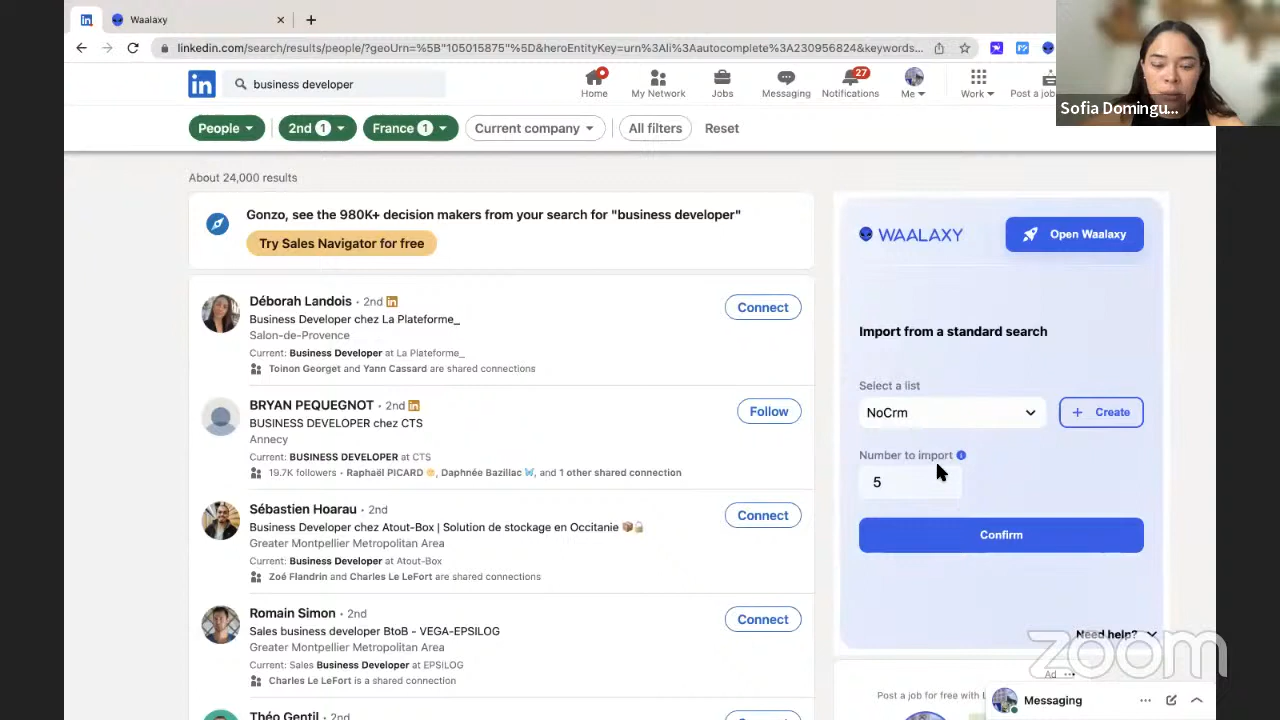 Waalaxy
linkedin.com/search/results/people/?geoUrn=%5B"105015875"%5D&heroEntityKey=urn%3Ali%3Aautocomplete%3A230956824&keywords...
Sofia Domingu...
business developer
27
Home
My Network
Jobs
Messaging
Notifications
Me
Work
Post a job
People
2nd 1
France 1
Current company
All filters
Reset
About 24,000 results
Gonzo, see the 980K+ decision makers from your search for "business developer"
Try Sales Navigator for free
Déborah Landois · 2nd
Business Developer chez La Plateforme_
Salon-de-Provence
Current: Business Developer at La Plateforme_
Toinon Georget and Yann Cassard are shared connections
Connect
BRYAN PEQUEGNOT · 2nd
BUSINESS DEVELOPER chez CTS
Annecy
Current: BUSINESS DEVELOPER at CTS
19.7K followers · Raphaël PICARD, Daphnée Bazillac, and 1 other shared connection
Follow
Sébastien Hoarau · 2nd
Business Developer chez Atout-Box | Solution de stockage en Occitanie
Greater Montpellier Metropolitan Area
Current: Business Developer at Atout-Box
Zoé Flandrin and Charles Le LeFort are shared connections
Connect
Romain Simon · 2nd
Sales business developer BtoB - VEGA-EPSILOG
Greater Montpellier Metropolitan Area
Current: Sales Business Developer at EPSILOG
Charles Le LeFort is a shared connection
Connect
Théo Gentil · 2nd
WAALAXY
Open Waalaxy
Import from a standard search
Select a list
NoCrm
+ Create
Number to import
5
Confirm
Need help?
zoom
Ad ...
Post a job for free with L
Messaging